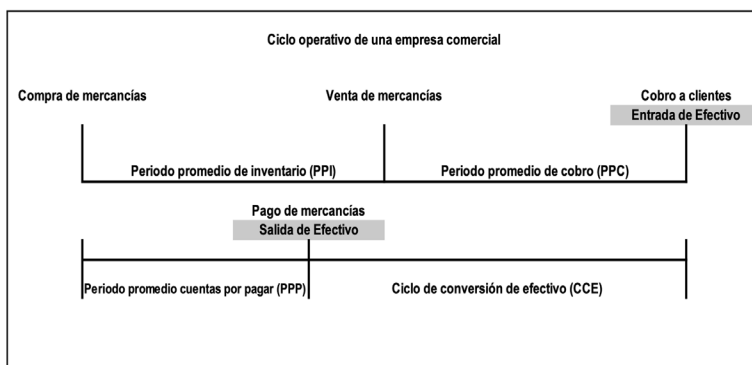 Ciclo operativo de una empresa comercial
Compra de mercancías
Venta de mercancías
Cobro a clientes
Entrada de Efectivo
Periodo promedio de inventario (PPI)
Periodo promedio de cobro (PPC)
Pago de mercancías
Salida de Efectivo
Periodo promedio cuentas por pagar (PPP)
Ciclo de conversión de efectivo (CCE)